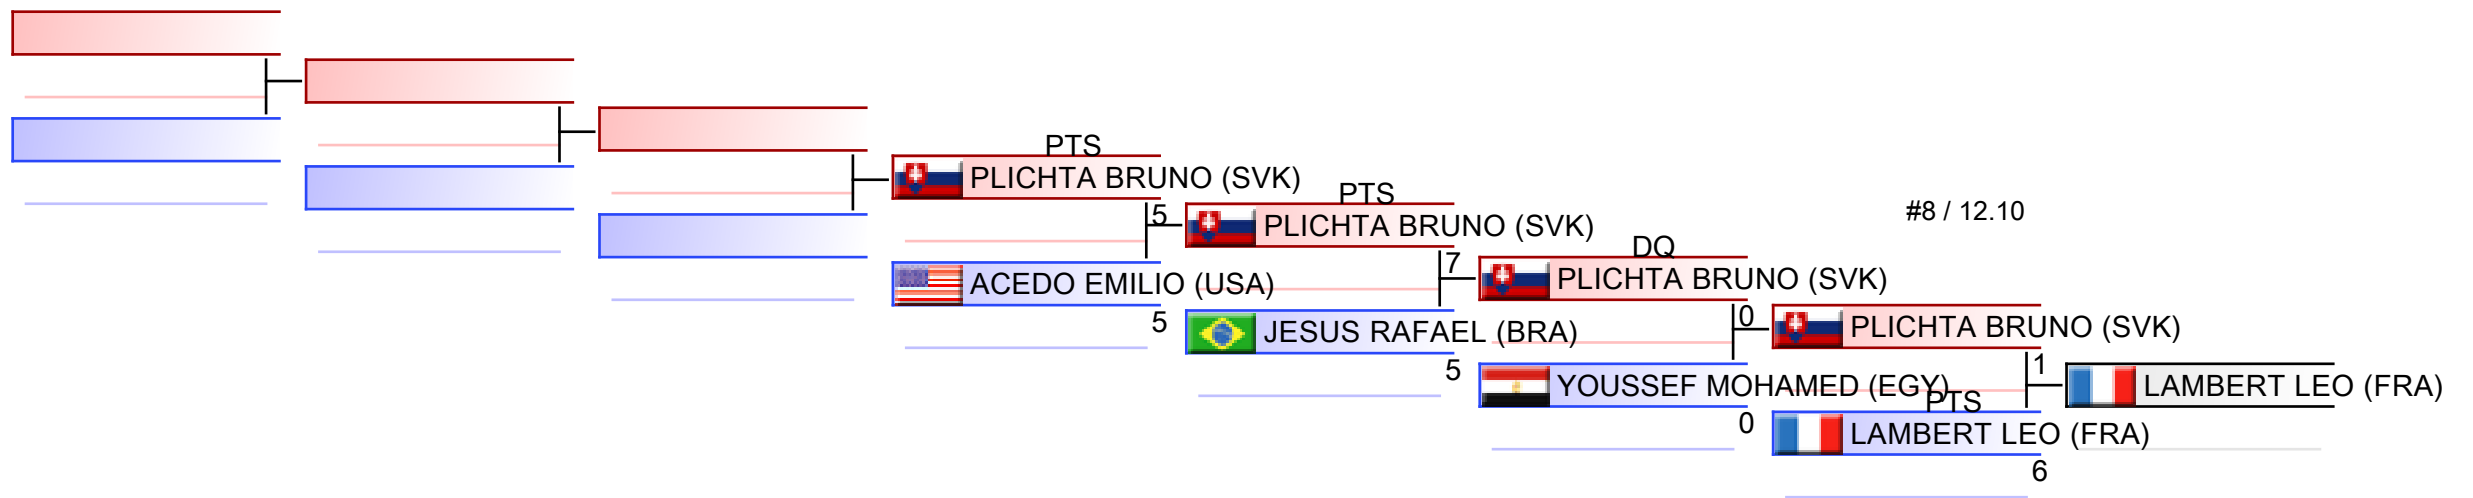 PTS
PLICHTA BRUNO (SVK)
5
ACEDO EMILIO (USA)
5
PTS
PLICHTA BRUNO (SVK)
7
JESUS RAFAEL (BRA)
5
DQ
PLICHTA BRUNO (SVK)
0
YOUSSEF MOHAMED (EGY)
0
#8 / 12.10
PLICHTA BRUNO (SVK)
1
PTS
LAMBERT LEO (FRA)
6
LAMBERT LEO (FRA)